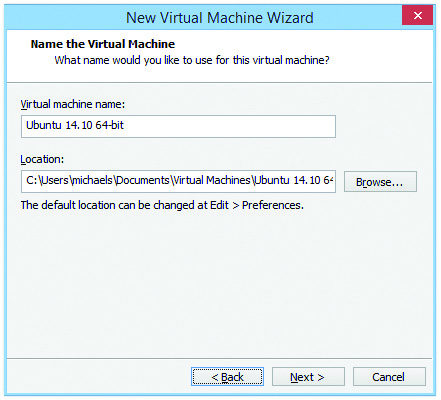 New Virtual Machine Wizard
Name the Virtual Machine
What name would you like to use for this virtual machine?
Virtual machine name:
Ubuntu 14.10 64-bit
Location:
C:\Users\michaels\Documents\Virtual Machines\Ubuntu 14.10 64
Browse...
The default location can be changed at Edit > Preferences.
< Back
Next >
Cancel